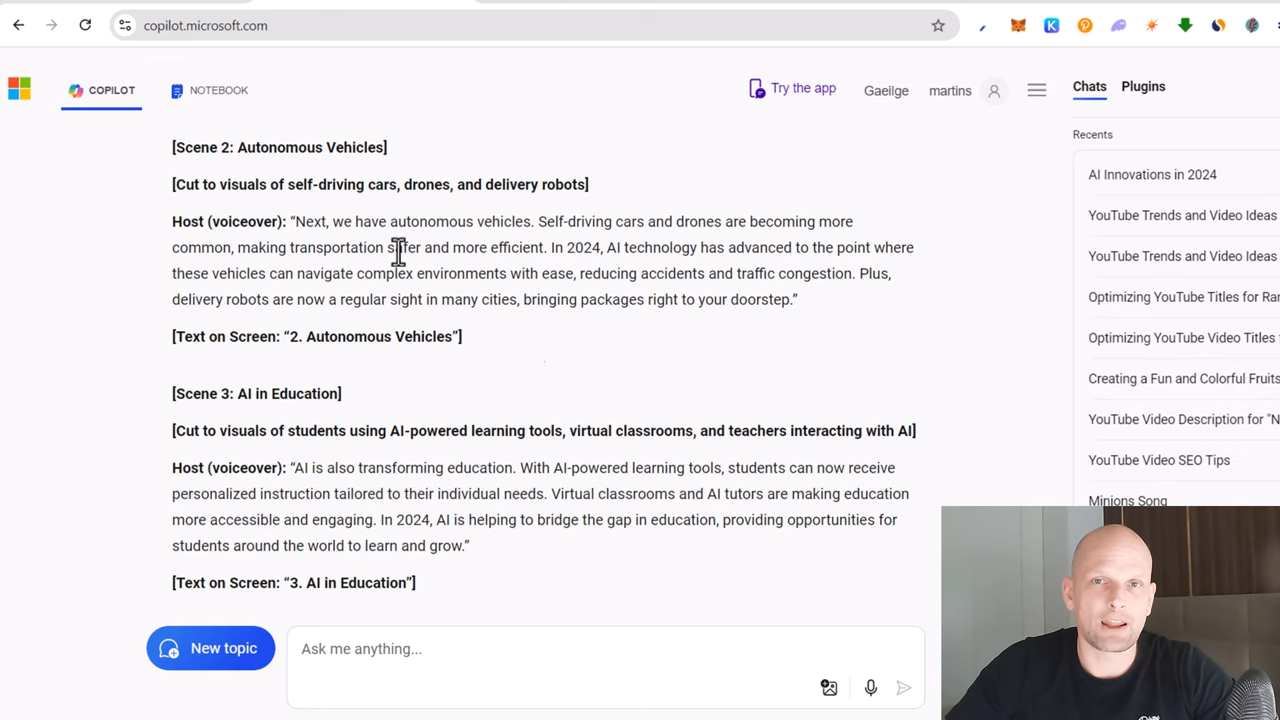 copilot.microsoft.com
COPILOT
NOTEBOOK
Try the app
Gaeilge
martins
Chats
Plugins
Recents
AI Innovations in 2024
YouTube Trends and Video Ideas
YouTube Trends and Video Ideas
Optimizing YouTube Titles for Ran
Optimizing YouTube Video Titles f
Creating a Fun and Colorful Fruits
YouTube Video Description for "N
YouTube Video SEO Tips
Minions Song
[Scene 2: Autonomous Vehicles]
[Cut to visuals of self-driving cars, drones, and delivery robots]
Host (voiceover): “Next, we have autonomous vehicles. Self-driving cars and drones are becoming more
common, making transportation safer and more efficient. In 2024, AI technology has advanced to the point where
these vehicles can navigate complex environments with ease, reducing accidents and traffic congestion. Plus,
delivery robots are now a regular sight in many cities, bringing packages right to your doorstep.”
[Text on Screen: “2. Autonomous Vehicles”]
[Scene 3: AI in Education]
[Cut to visuals of students using AI-powered learning tools, virtual classrooms, and teachers interacting with AI]
Host (voiceover): “AI is also transforming education. With AI-powered learning tools, students can now receive
personalized instruction tailored to their individual needs. Virtual classrooms and AI tutors are making education
more accessible and engaging. In 2024, AI is helping to bridge the gap in education, providing opportunities for
students around the world to learn and grow.”
[Text on Screen: “3. AI in Education”]
New topic
Ask me anything...